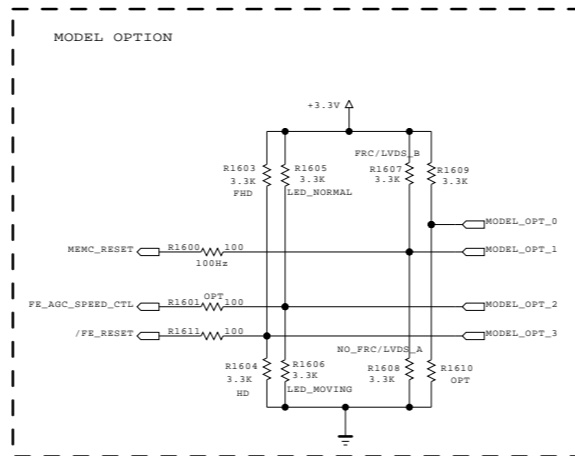 MODEL OPTION
+3.3V
FRC/LVDS_B
R1603 R1605 R1607 R1609
3.3K 3.3K 3.3K 3.3K
FHD LED_NORMAL
MODEL_OPT_0
MEMC_RESET R1600 100 MODEL_OPT_1
100Hz
OPT
FE_AGC_SPEED_CTL R1601 100 MODEL_OPT_2
/FE_RESET R1611 100 MODEL_OPT_3
NO_FRC/LVDS_A
R1604 R1606 R1608 R1610
3.3K 3.3K 3.3K OPT
HD LED_MOVING